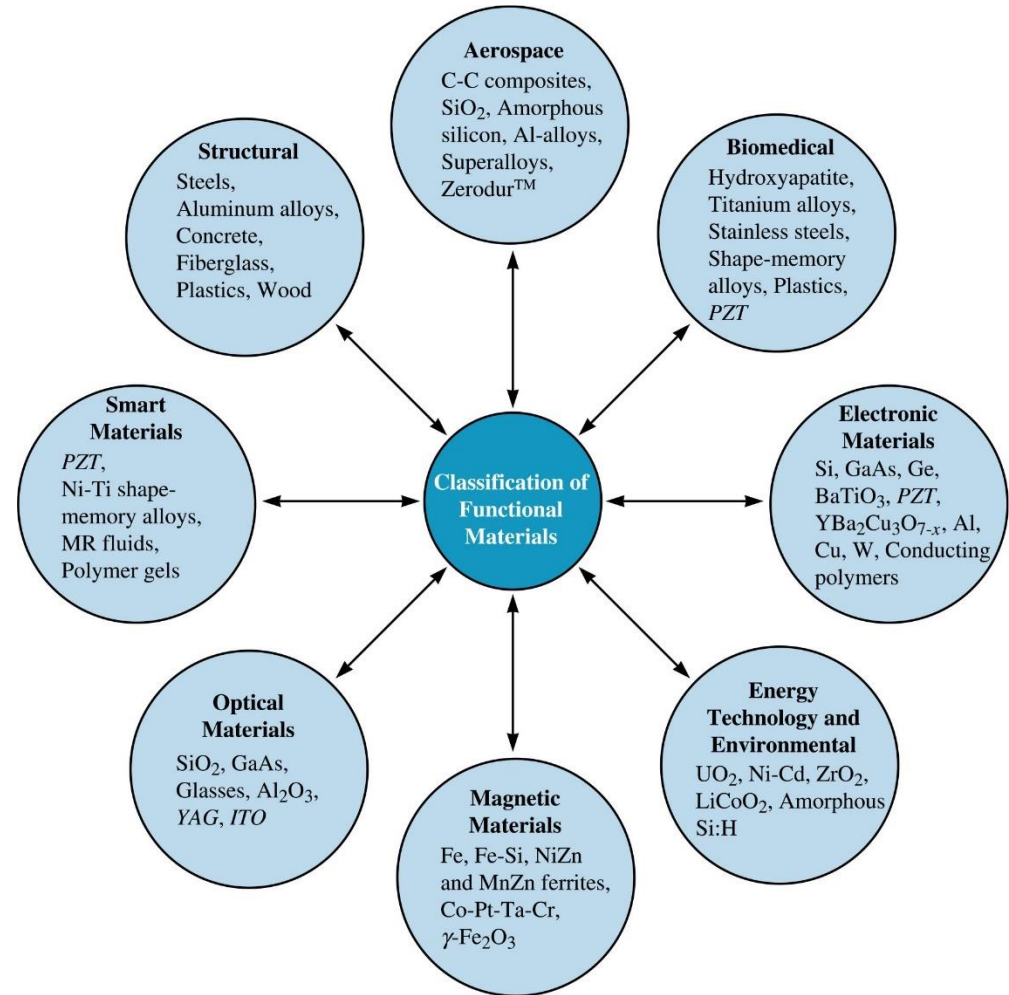 Aerospace
C-C composites,
SiO₂, Amorphous
silicon, Al-alloys,
Superalloys,
Zerodur™
Structural
Steels,
Aluminum alloys,
Concrete,
Fiberglass,
Plastics, Wood
Biomedical
Hydroxyapatite,
Titanium alloys,
Stainless steels,
Shape-memory
alloys, Plastics,
PZT
Smart
Materials
PZT,
Ni-Ti shape-
memory alloys,
MR fluids,
Polymer gels
Classification of
Functional
Materials
Electronic
Materials
Si, GaAs, Ge,
BaTiO₃, PZT,
YBa₂Cu₃O₇₋ₓ, Al,
Cu, W, Conducting
polymers
Optical
Materials
SiO₂, GaAs,
Glasses, Al₂O₃,
YAG, ITO
Magnetic
Materials
Fe, Fe-Si, NiZn
and MnZn ferrites,
Co-Pt-Ta-Cr,
γ-Fe₂O₃
Energy
Technology and
Environmental
UO₂, Ni-Cd, ZrO₂,
LiCoO₂, Amorphous
Si:H